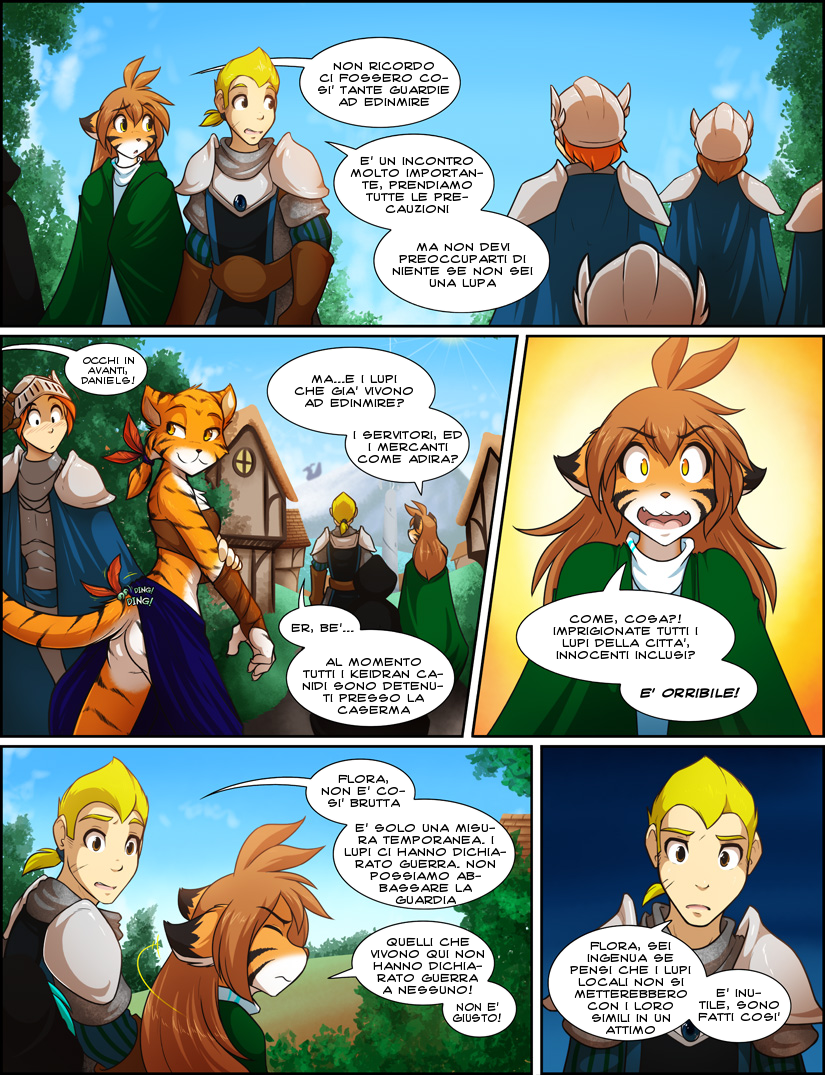 NON RICORDO
CI FOSSERO CO-
SI' TANTE GUARDIE
AD EDINMIRE
E' UN INCONTRO
MOLTO IMPORTAN-
TE, PRENDIAMO
TUTTE LE PRE-
CAUZIONI
MA NON DEVI
PREOCCUPARTI DI
NIENTE SE NON SEI
UNA LUPA
OCCHI IN
AVANTI,
DANIELS!
MA...E I LUPI
CHE GIA' VIVONO
AD EDINMIRE?
I SERVITORI, ED
I MERCANTI
COME ADIRA?
DING!
DING!
ER, BE'...
AL MOMENTO
TUTTI I KEIDRAN CA-
NIDI SONO DETENU-
TI PRESSO LA
CASERMA
COME, COSA?!
IMPRIGIONATE TUTTI I
LUPI DELLA CITTA',
INNOCENTI INCLUSI?
E' ORRIBILE!
FLORA,
NON E' CO-
SI' BRUTTA
E' SOLO UNA MISU-
RA TEMPORANEA. I
LUPI CI HANNO DICHIA-
RATO GUERRA. NON
POSSIAMO AB-
BASSARE LA
GUARDIA
QUELLI CHE
VIVONO QUI NON
HANNO DICHIA-
RATO GUERRA
A NESSUNO!
NON E'
GIUSTO!
FLORA, SEI
INGENUA SE
PENSI CHE I LUPI
LOCALI NON SI
METTEREBBERO
CON I LORO
SIMILI IN UN
ATTIMO
E' INU-
TILE, SONO
FATTI COSI'